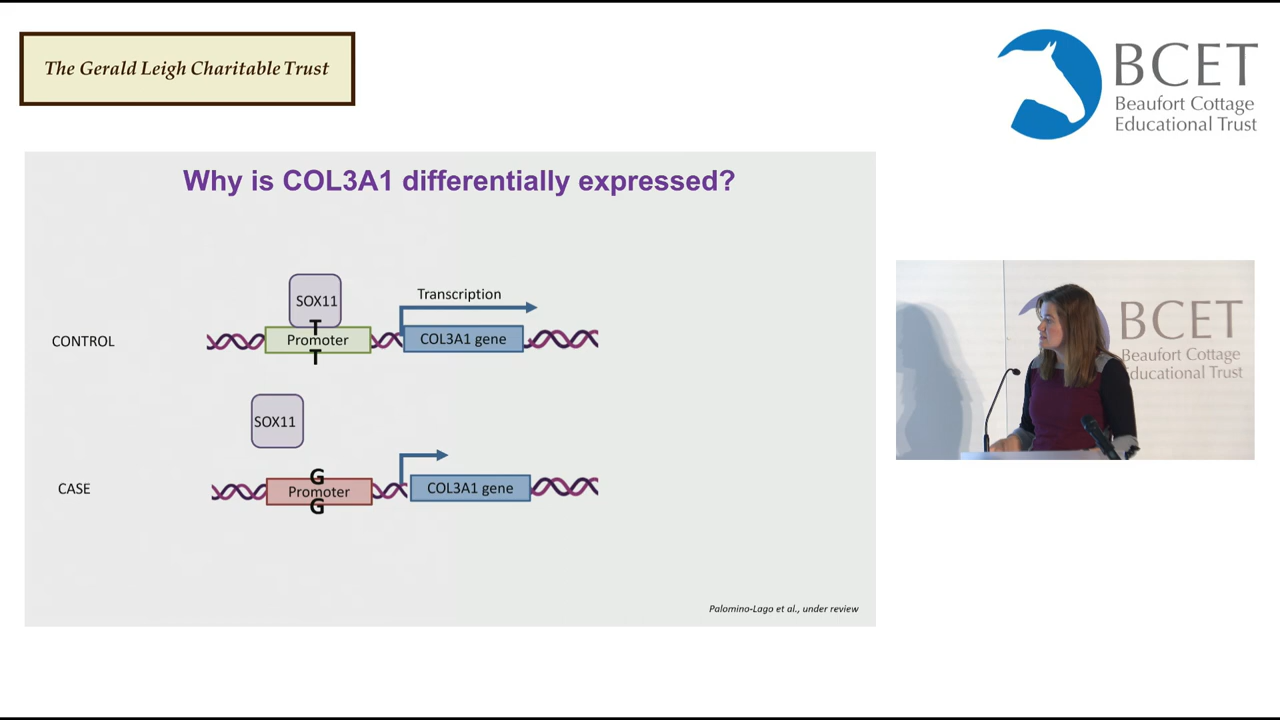 The Gerald Leigh Charitable Trust
BCET
Beaufort Cottage
Educational Trust
Why is COL3A1 differentially expressed?
SOX11
Transcription
CONTROL
T
Promoter
T
COL3A1 gene
SOX11
CASE
G
Promoter
G
COL3A1 gene
Palomino-Lago et al., under review
BCET
Beaufort Cottage
Educational Trust